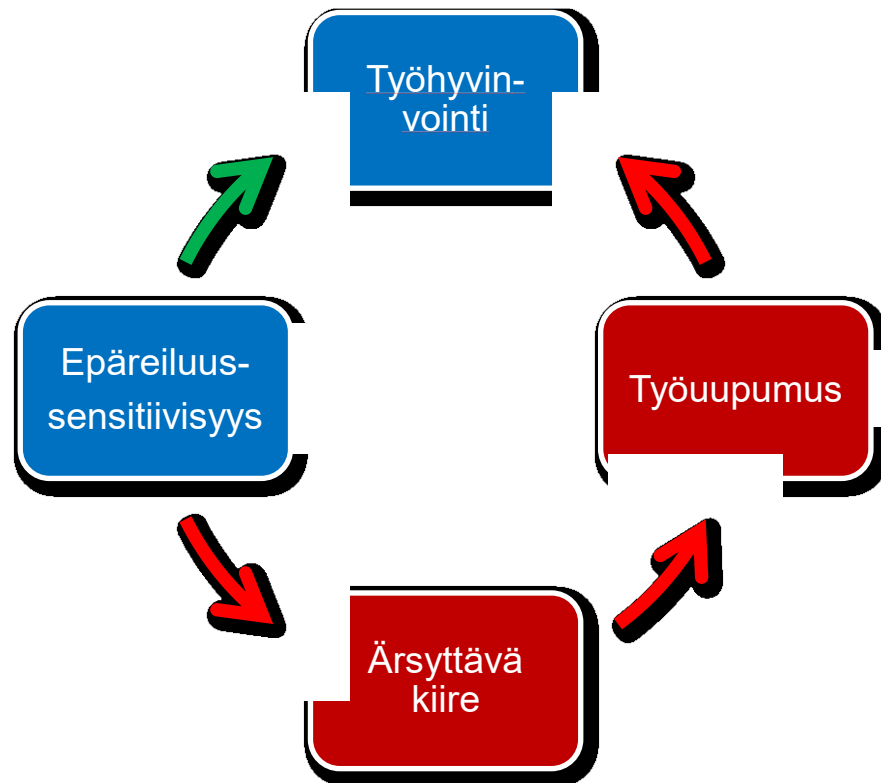 Työhyvin-
vointi
Epäreiluus-
sensitiivisyys
Työuupumus
Ärsyttävä
kiire